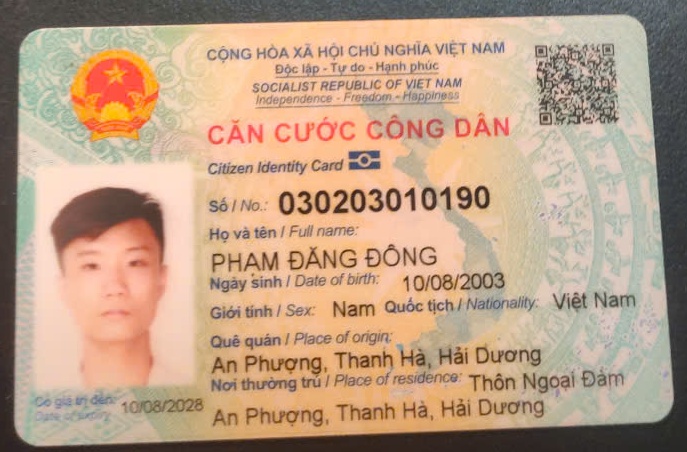 CỘNG HÒA XÃ HỘI CHỦ NGHĨA VIỆT NAM
Độc lập - Tự do - Hạnh phúc
SOCIALIST REPUBLIC OF VIET NAM
Independence - Freedom - Happiness
CĂN CƯỚC CÔNG DÂN
Citizen Identity Card
Số / No.: 030203010190
Họ và tên / Full name:
PHẠM ĐĂNG ĐÔNG
Ngày sinh / Date of birth: 10/08/2003
Giới tính / Sex: Nam Quốc tịch / Nationality: Việt Nam
Quê quán / Place of origin:
An Phượng, Thanh Hà, Hải Dương
Nơi thường trú / Place of residence: Thôn Ngoại Đàm
An Phượng, Thanh Hà, Hải Dương
Có giá trị đến: 10/08/2028
Date of expiry